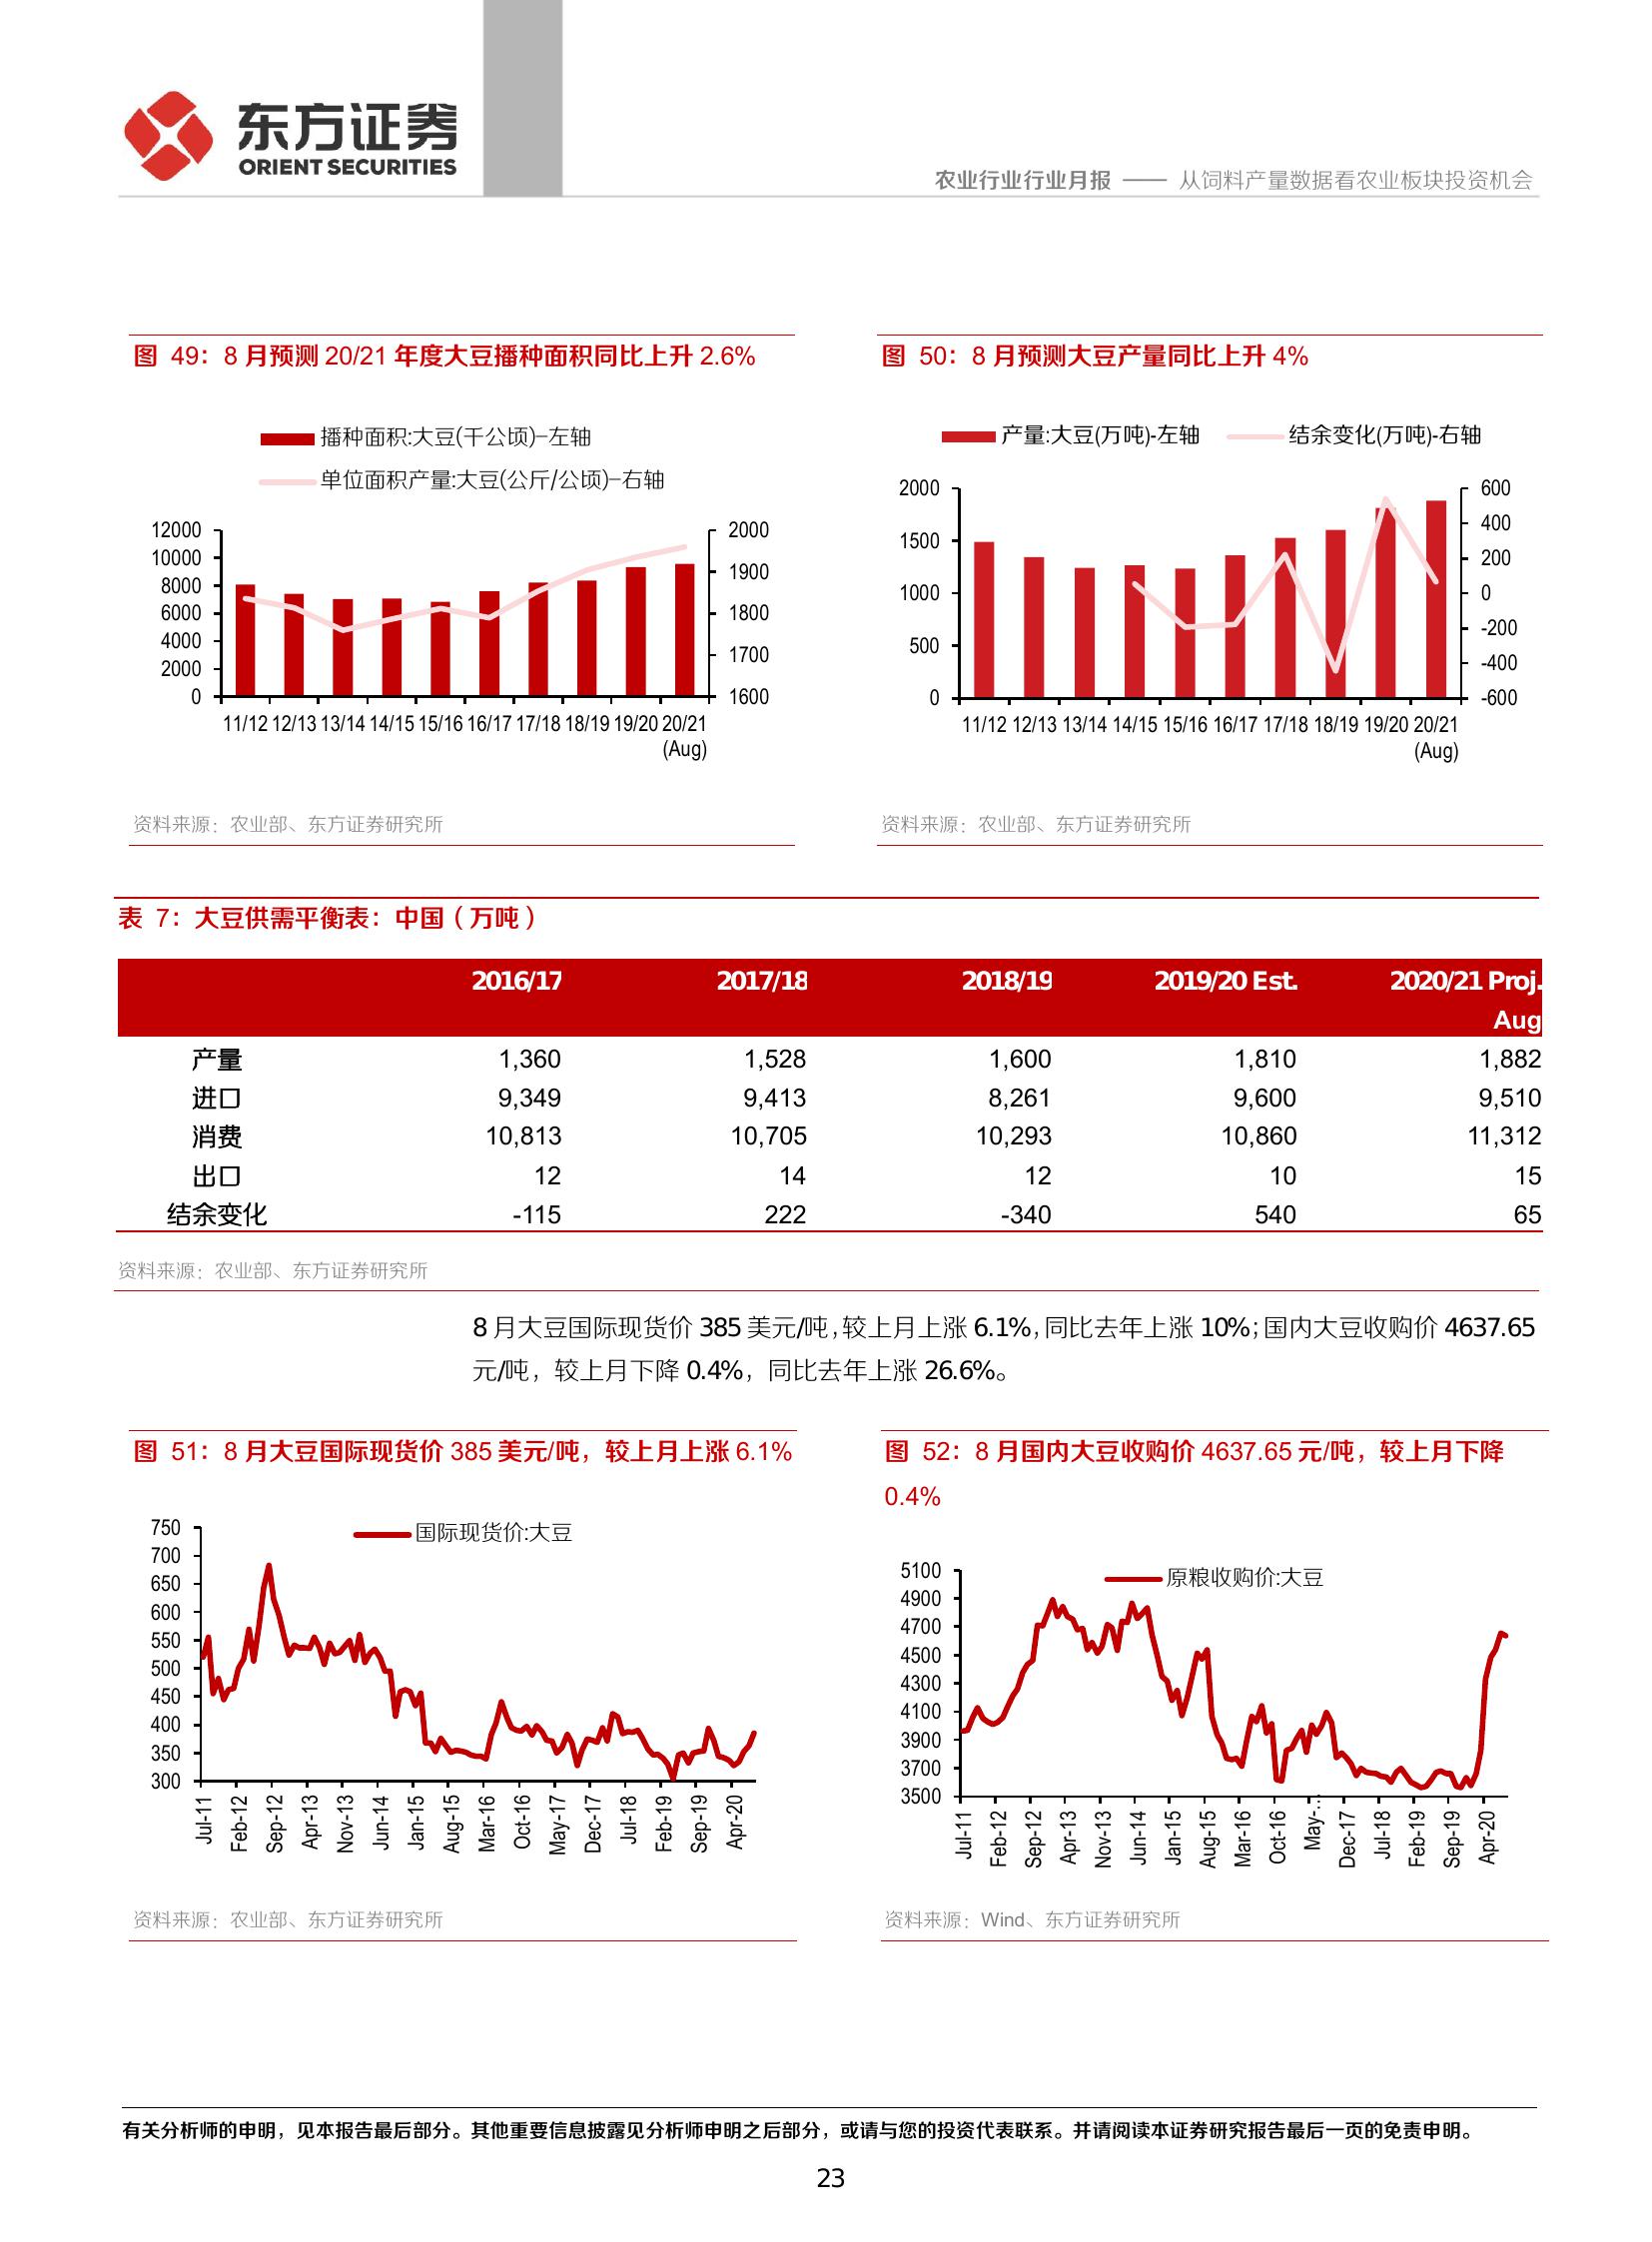 东方证券
ORIENT SECURITIES
农业行业行业月报 —— 从饲料产量数据看农业板块投资机会
图 49：8 月预测 20/21 年度大豆播种面积同比上升 2.6%
播种面积:大豆(千公顷)–左轴
单位面积产量:大豆(公斤/公顷)–右轴
12000 2000
10000
8000 1900
6000 1800
4000
2000 1700
0 1600
11/12 12/13 13/14 14/15 15/16 16/17 17/18 18/19 19/20 20/21
(Aug)
资料来源：农业部、东方证券研究所
图 50：8 月预测大豆产量同比上升 4%
产量:大豆(万吨)-左轴 结余变化(万吨)-右轴
2000 600
400
1500
200
1000 0
-200
500
-400
0 -600
11/12 12/13 13/14 14/15 15/16 16/17 17/18 18/19 19/20 20/21
(Aug)
资料来源：农业部、东方证券研究所
表 7：大豆供需平衡表：中国（万吨）
2016/17 2017/18 2018/19 2019/20 Est. 2020/21 Proj.
Aug
产量 1,360 1,528 1,600 1,810 1,882
进口 9,349 9,413 8,261 9,600 9,510
消费 10,813 10,705 10,293 10,860 11,312
出口 12 14 12 10 15
结余变化 -115 222 -340 540 65
资料来源：农业部、东方证券研究所
8 月大豆国际现货价 385 美元/吨，较上月上涨 6.1%，同比去年上涨 10%；国内大豆收购价 4637.65
元/吨，较上月下降 0.4%，同比去年上涨 26.6%。
图 51：8 月大豆国际现货价 385 美元/吨，较上月上涨 6.1%
国际现货价:大豆
750
700
650
600
550
500
450
400
350
300
Jul-11 Feb-12 Sep-12 Apr-13 Nov-13 Jun-14 Jan-15 Aug-15 Mar-16 Oct-16 May-17 Dec-17 Jul-18 Feb-19 Sep-19 Apr-20
资料来源：农业部、东方证券研究所
图 52：8 月国内大豆收购价 4637.65 元/吨，较上月下降
0.4%
原粮收购价:大豆
5100
4900
4700
4500
4300
4100
3900
3700
3500
Jul-11 Feb-12 Sep-12 Apr-13 Nov-13 Jun-14 Jan-15 Aug-15 Mar-16 Oct-16 May-… Dec-17 Jul-18 Feb-19 Sep-19 Apr-20
资料来源：Wind、东方证券研究所
有关分析师的申明，见本报告最后部分。其他重要信息披露见分析师申明之后部分，或请与您的投资代表联系。并请阅读本证券研究报告最后一页的免责申明。
23